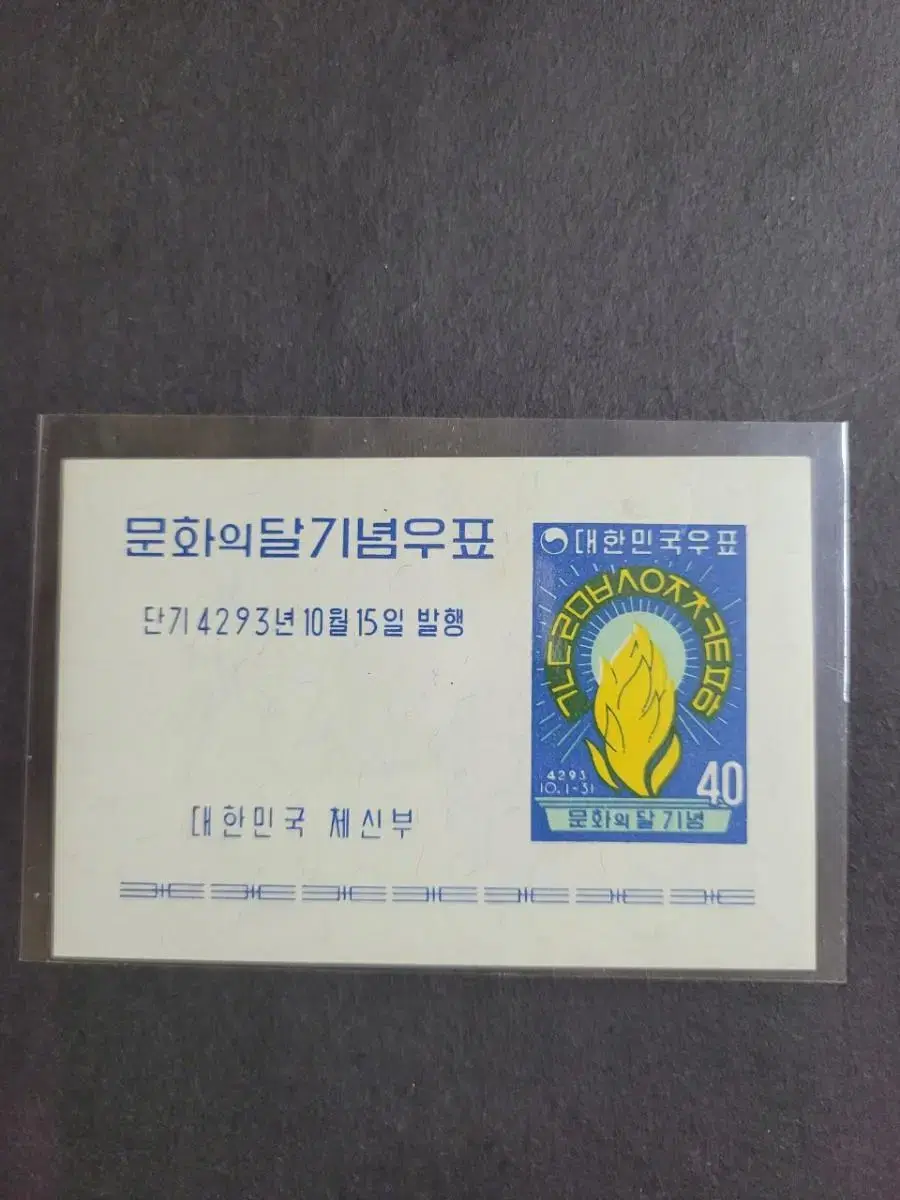 문화의달기념우표
단기 4293년 10월 15일 발행
대한민국 체신부
대한민국우표
ㄱㄴㄷㄹㅁㅂㅅㅇㅈㅊㅋㅌㅍㅎ
4293
10.1-31
40
문화의달기념